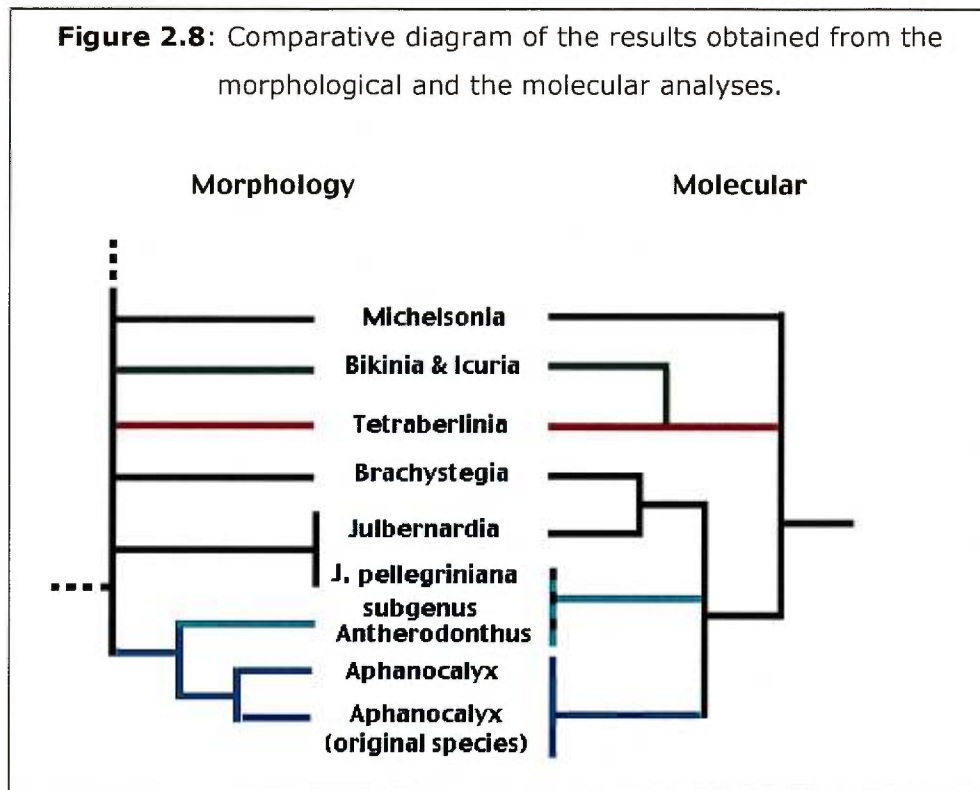 Figure 2.8: Comparative diagram of the results obtained from the
morphological and the molecular analyses.
Morphology
Molecular
Michelsonia
Bikinia & Icuria
Tetraberlinia
Brachystegia
Julbernardia
J. pellegriniana
subgenus
Antherodonthus
Aphanocalyx
Aphanocalyx
(original species)